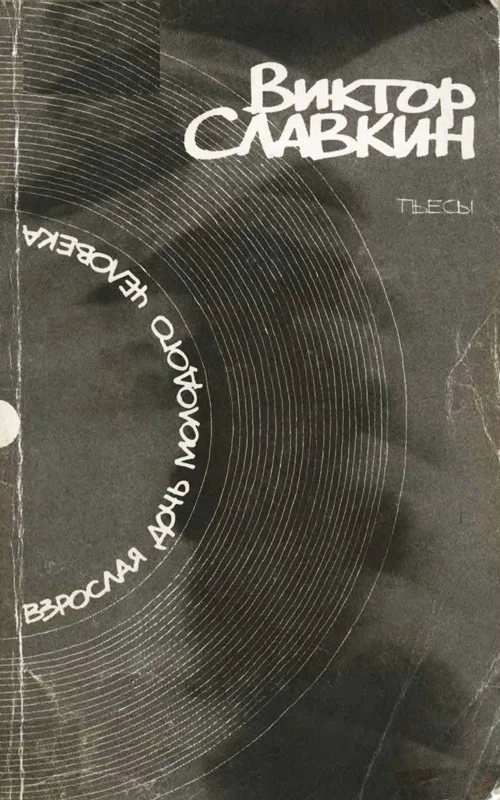 Виктор
Славкин
ПЬЕСЫ
ВЗРОСЛАЯ ДОЧЬ МОЛОДОГО ЧЕЛОВЕКА